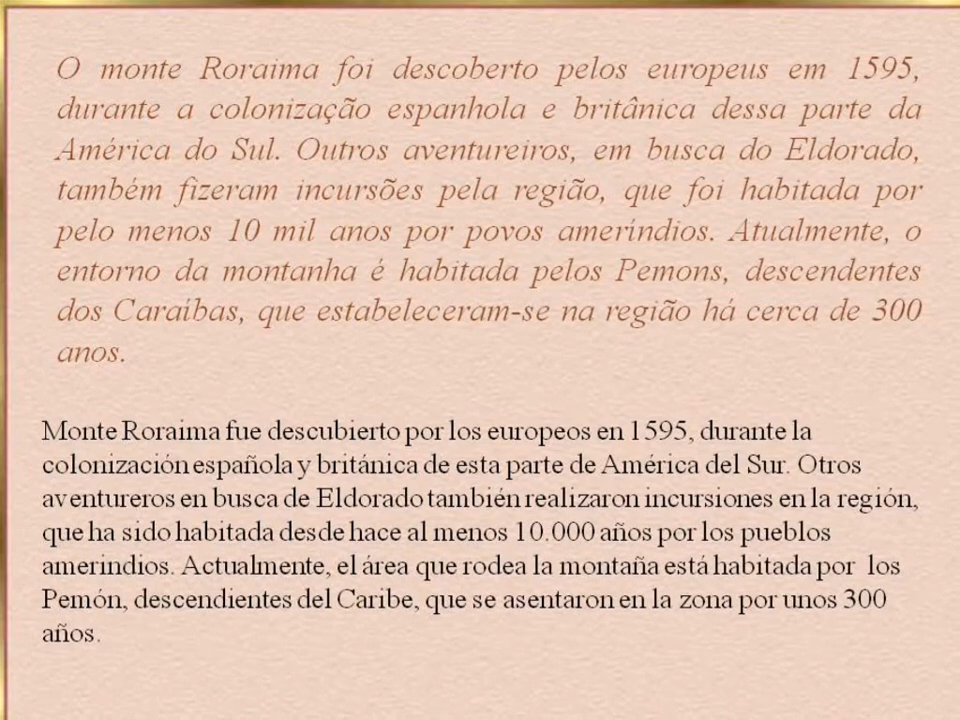 O monte Roraima foi descoberto pelos europeus em 1595,
durante a colonização espanhola e britânica dessa parte da
América do Sul. Outros aventureiros, em busca do Eldorado,
também fizeram incursões pela região, que foi habitada por
pelo menos 10 mil anos por povos ameríndios. Atualmente, o
entorno da montanha é habitada pelos Pemons, descendentes
dos Caraíbas, que estabeleceram-se na região há cerca de 300
anos.
Monte Roraima fue descubierto por los europeos en 1595, durante la
colonización española y británica de esta parte de América del Sur. Otros
aventureros en busca de Eldorado también realizaron incursiones en la región,
que ha sido habitada desde hace al menos 10.000 años por los pueblos
amerindios. Actualmente, el área que rodea la montaña está habitada por los
Pemón, descendientes del Caribe, que se asentaron en la zona por unos 300
años.